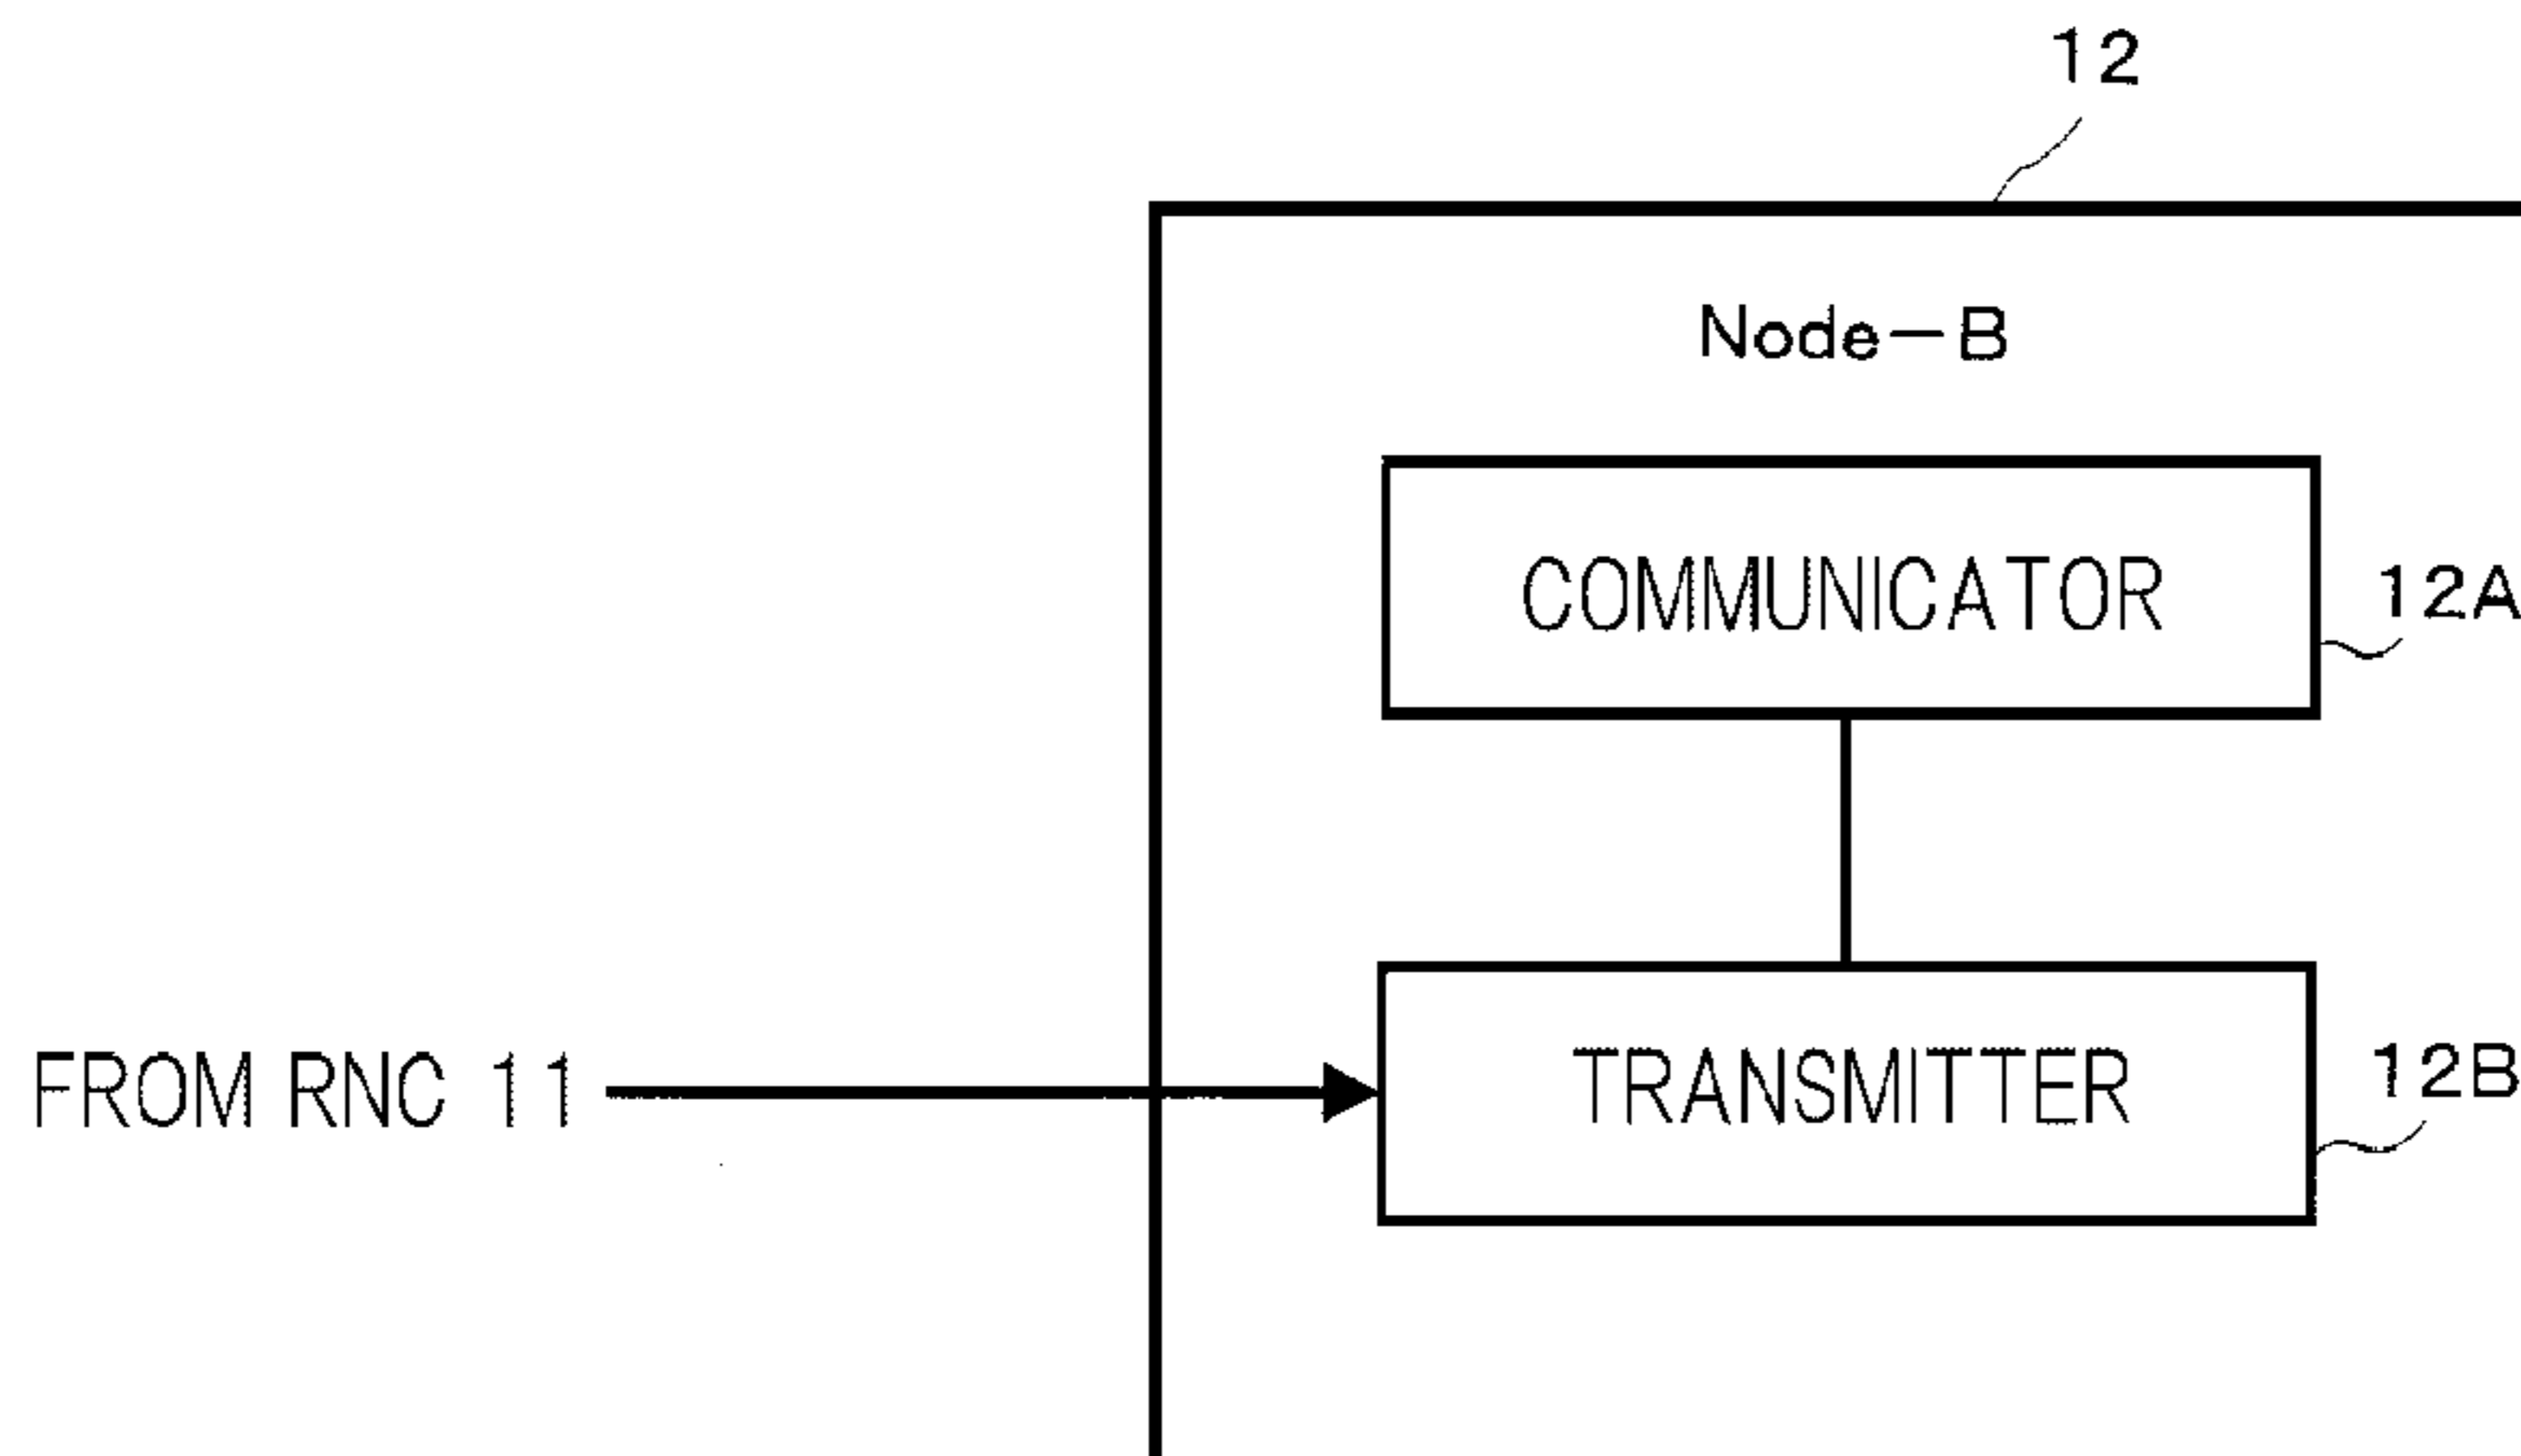 12
Node-B
COMMUNICATOR
12A
FROM RNC 11
TRANSMITTER
12B